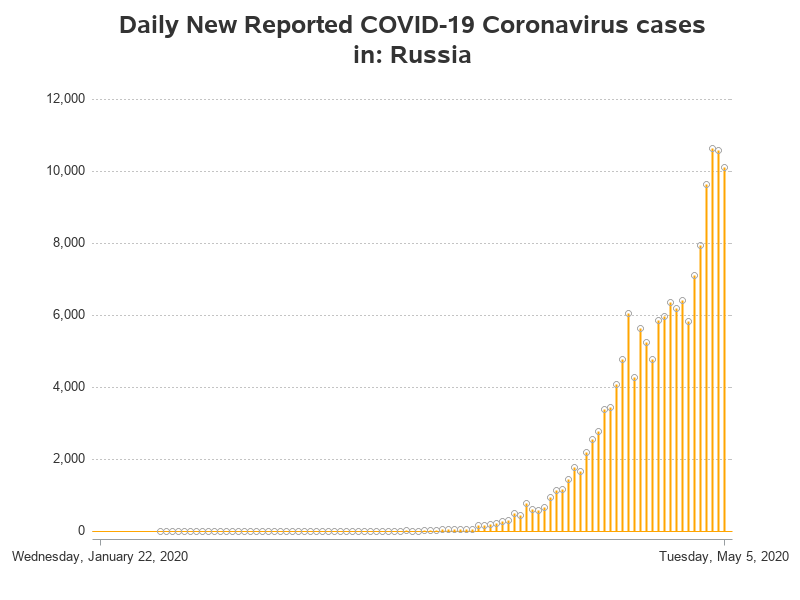 Daily New Reported COVID-19 Coronavirus cases
in: Russia
12,000
10,000
8,000
6,000
4,000
2,000
0
Wednesday, January 22, 2020
Tuesday, May 5, 2020